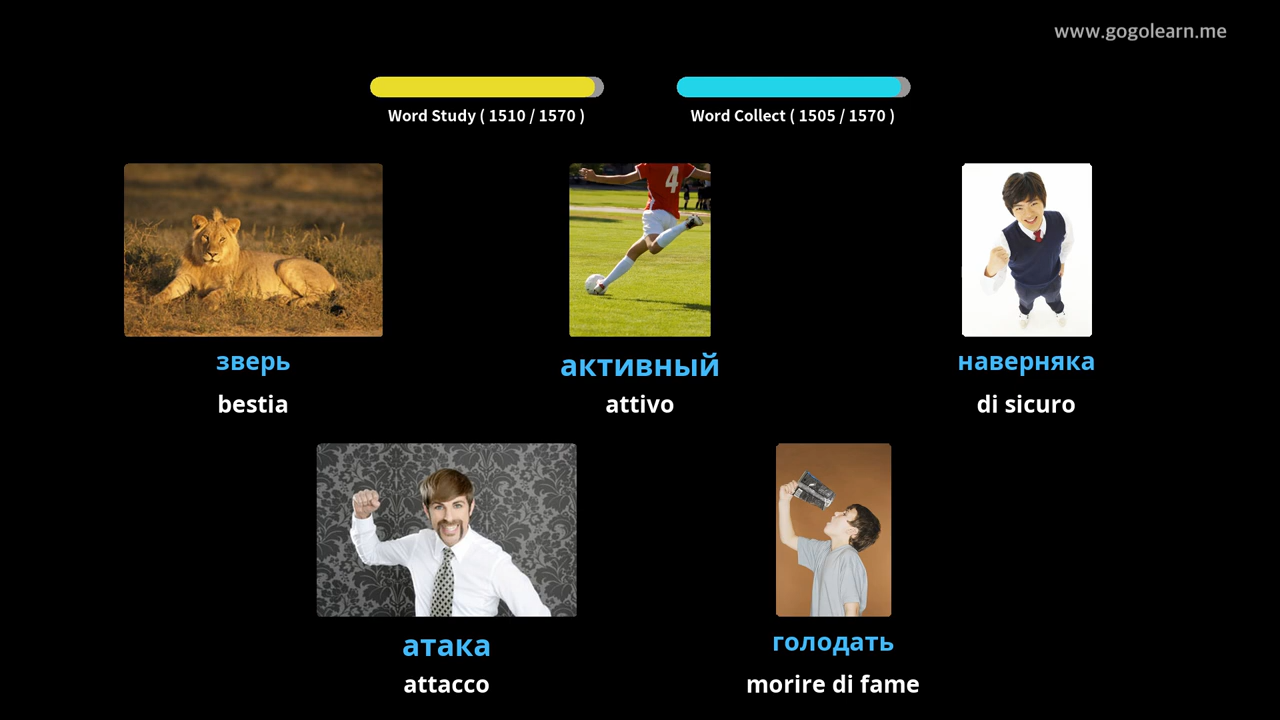 www.gogolearn.me
Word Study ( 1510 / 1570 )
Word Collect ( 1505 / 1570 )
4
зверь
активный
наверняка
bestia
attivo
di sicuro
атака
голодать
attacco
morire di fame